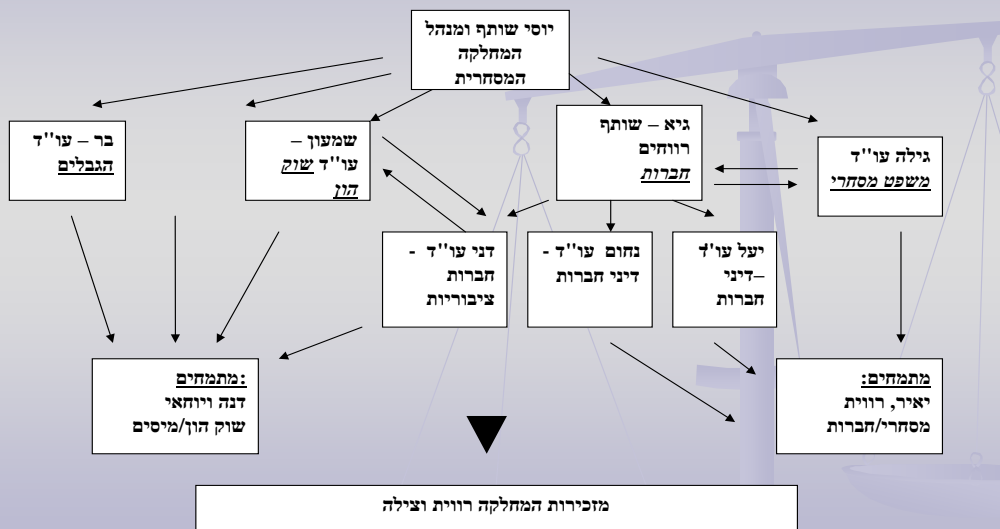 יוסי שותף ומנהל
המחלקה
המסחרית
גילה עו"ד
משפט מסחרי
גיא – שותף
רווחים
חברות
שמעון –
עו"ד שוק
הון
בר – עו"ד
הגבלים
יעל עו"ד
–דיני
חברות
נחום עו"ד -
דיני חברות
דני עו"ד -
חברות
ציבוריות
מתמחים:
יאיר, רווית
מסחרי/חברות
:מתמחים
דנה ויוחאי
שוק הון/מיסים
מזכירות המחלקה רווית וצילה